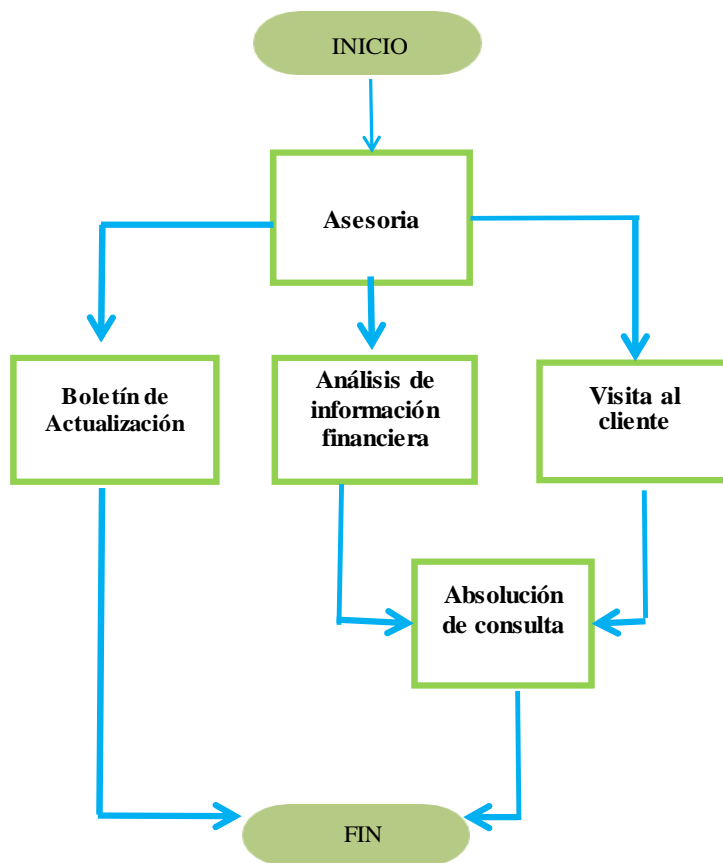 INICIO
Asesoria
Boletín de
Actualización
Análisis de
información
financiera
Visita al
cliente
Absolución
de consulta
FIN